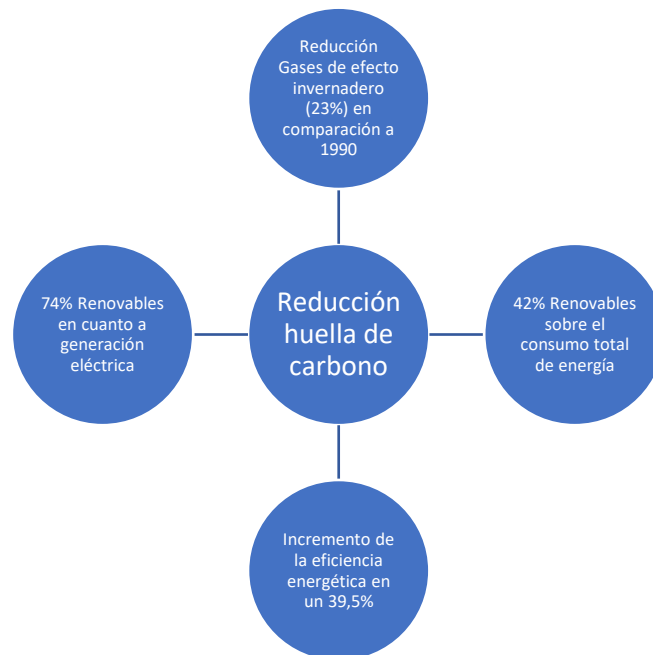 Reducción
Gases de efecto
invernadero
(23%) en
comparación a
1990
74% Renovables
en cuanto a
generación
eléctrica
Reducción
huella de
carbono
42% Renovables
sobre el
consumo total
de energía
Incremento de
la eficiencia
energética en
un 39,5%